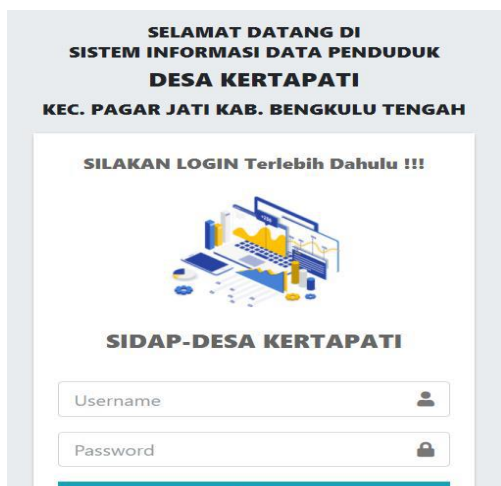 SELAMAT DATANG DI
SISTEM INFORMASI DATA PENDUDUK
DESA KERTAPATI
KEC. PAGAR JATI KAB. BENGKULU TENGAH
SILAKAN LOGIN Terlebih Dahulu !!!
SIDAP-DESA KERTAPATI
Username
Password